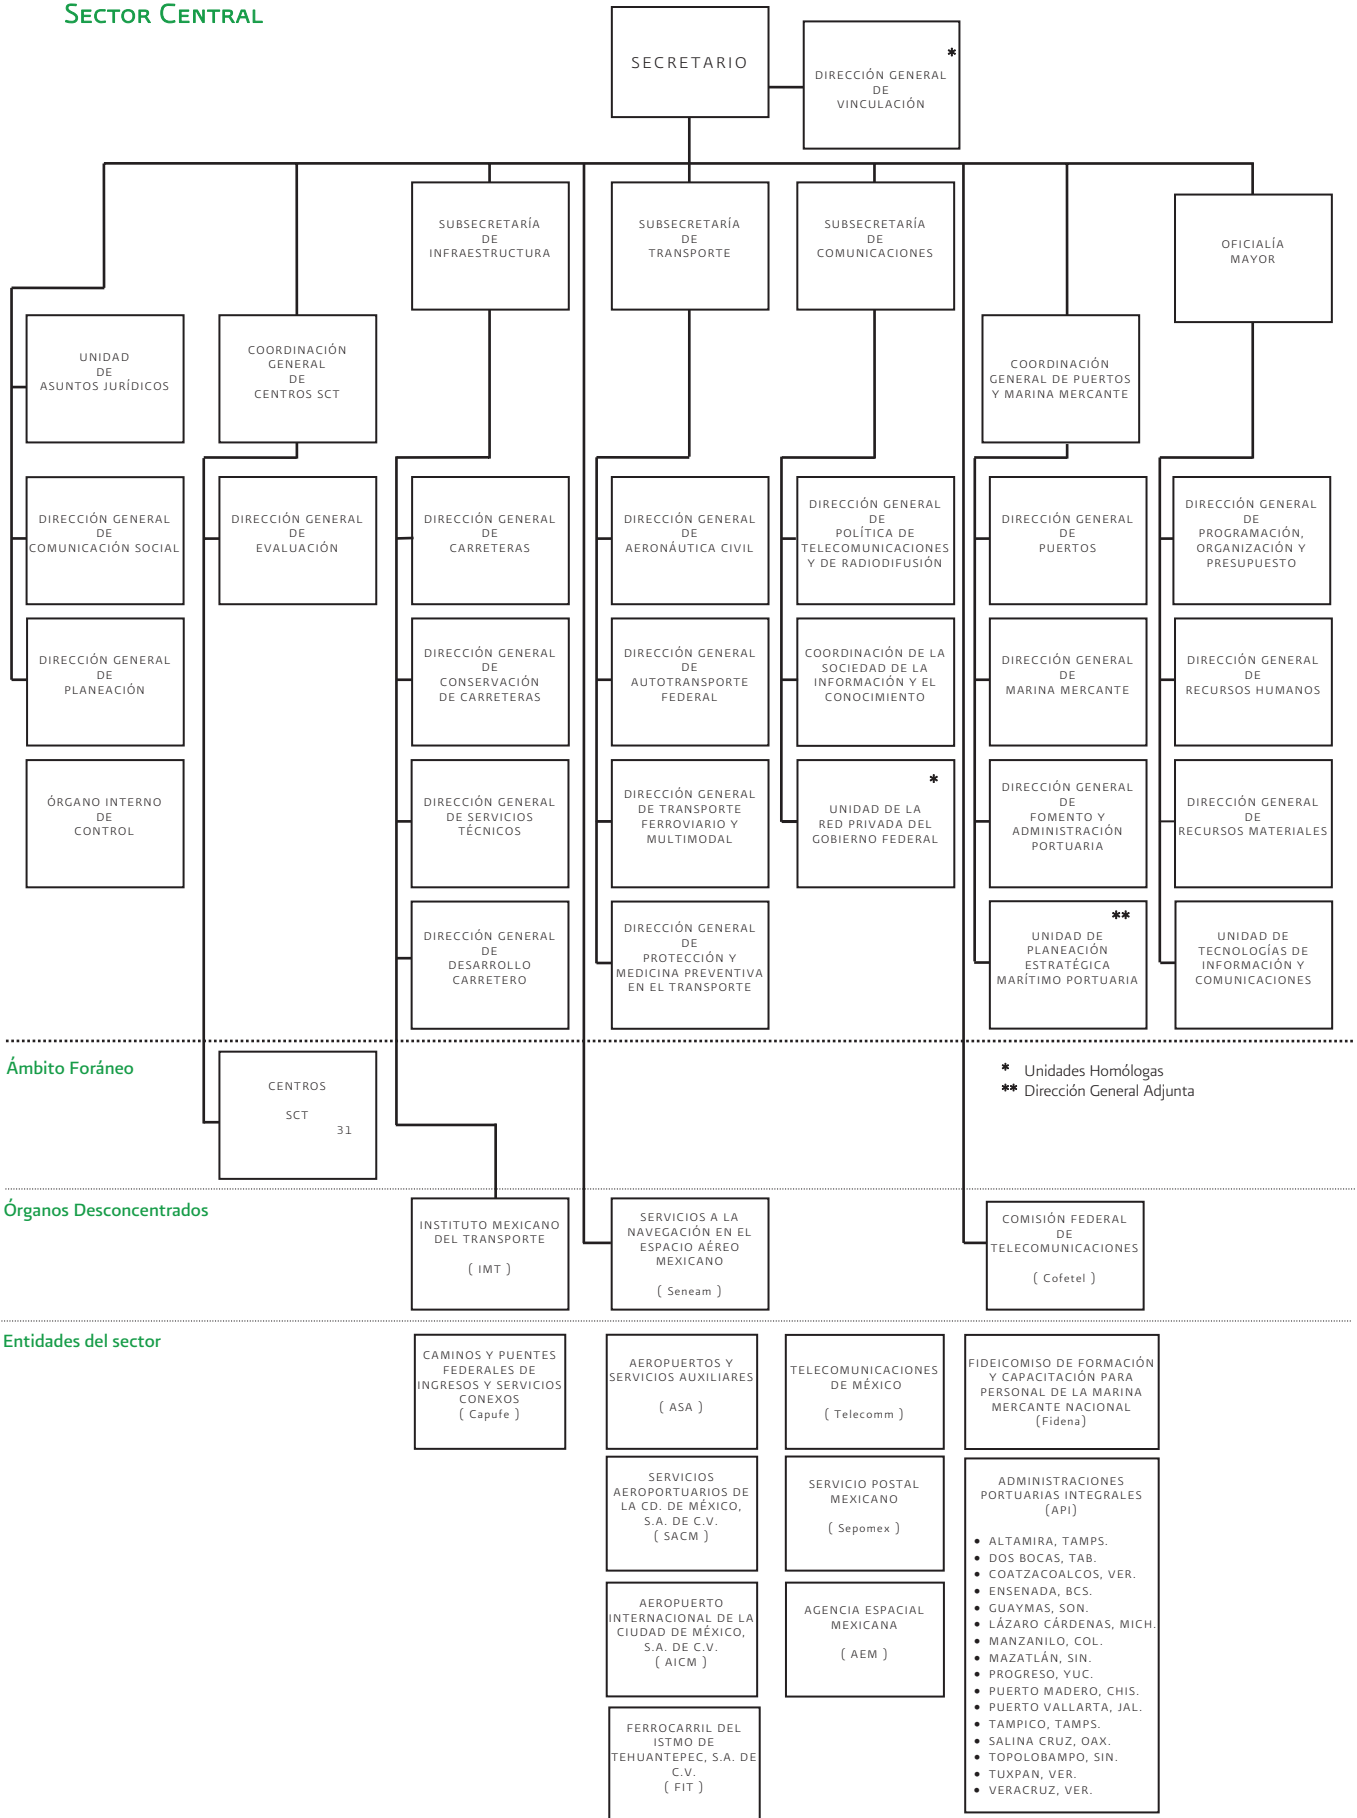 SECTOR CENTRAL
SECRETARIO
*
DIRECCIÓN GENERAL
DE
VINCULACIÓN
SUBSECRETARÍA
DE
INFRAESTRUCTURA
SUBSECRETARÍA
DE
TRANSPORTE
SUBSECRETARÍA
DE
COMUNICACIONES
OFICIALÍA
MAYOR
UNIDAD
DE
ASUNTOS JURÍDICOS
COORDINACIÓN
GENERAL
DE
CENTROS SCT
COORDINACIÓN
GENERAL DE PUERTOS
Y MARINA MERCANTE
DIRECCIÓN GENERAL
DE
COMUNICACIÓN SOCIAL
DIRECCIÓN GENERAL
DE
EVALUACIÓN
DIRECCIÓN GENERAL
DE
CARRETERAS
DIRECCIÓN GENERAL
DE
AERONÁUTICA CIVIL
DIRECCIÓN GENERAL
DE
POLÍTICA DE
TELECOMUNICACIONES
Y DE RADIODIFUSIÓN
DIRECCIÓN GENERAL
DE
PUERTOS
DIRECCIÓN GENERAL
DE
PROGRAMACIÓN,
ORGANIZACIÓN Y
PRESUPUESTO
DIRECCIÓN GENERAL
DE
PLANEACIÓN
DIRECCIÓN GENERAL
DE
CONSERVACIÓN
DE CARRETERAS
DIRECCIÓN GENERAL
DE
AUTOTRANSPORTE
FEDERAL
COORDINACIÓN DE LA
SOCIEDAD DE LA
INFORMACIÓN Y EL
CONOCIMIENTO
DIRECCIÓN GENERAL
DE
MARINA MERCANTE
DIRECCIÓN GENERAL
DE
RECURSOS HUMANOS
ÓRGANO INTERNO
DE
CONTROL
DIRECCIÓN GENERAL
DE SERVICIOS
TÉCNICOS
DIRECCIÓN GENERAL
DE TRANSPORTE
FERROVIARIO Y
MULTIMODAL
*
UNIDAD DE LA
RED PRIVADA DEL
GOBIERNO FEDERAL
DIRECCIÓN GENERAL
DE
FOMENTO Y
ADMINISTRACIÓN
PORTUARIA
DIRECCIÓN GENERAL
DE
RECURSOS MATERIALES
DIRECCIÓN GENERAL
DE
DESARROLLO
CARRETERO
DIRECCIÓN GENERAL
DE
PROTECCIÓN Y
MEDICINA PREVENTIVA
EN EL TRANSPORTE
**
UNIDAD DE
PLANEACIÓN
ESTRATÉGICA
MARÍTIMO PORTUARIA
UNIDAD DE
TECNOLOGÍAS DE
INFORMACIÓN Y
COMUNICACIONES
Ámbito Foráneo
CENTROS
SCT
31
* Unidades Homólogas
** Dirección General Adjunta
Órganos Desconcentrados
INSTITUTO MEXICANO
DEL TRANSPORTE
( IMT )
SERVICIOS A LA
NAVEGACIÓN EN EL
ESPACIO AÉREO
MEXICANO
( Seneam )
COMISIÓN FEDERAL
DE
TELECOMUNICACIONES
( Cofetel )
Entidades del sector
CAMINOS Y PUENTES
FEDERALES DE
INGRESOS Y SERVICIOS
CONEXOS
( Capufe )
AEROPUERTOS Y
SERVICIOS AUXILIARES
( ASA )
TELECOMUNICACIONES
DE MÉXICO
( Telecomm )
FIDEICOMISO DE FORMACIÓN
Y CAPACITACIÓN PARA
PERSONAL DE LA MARINA
MERCANTE NACIONAL
(Fidena)
SERVICIOS
AEROPORTUARIOS DE
LA CD. DE MÉXICO,
S.A. DE C.V.
( SACM )
SERVICIO POSTAL
MEXICANO
( Sepomex )
ADMINISTRACIONES
PORTUARIAS INTEGRALES
(API)
• ALTAMIRA, TAMPS.
• DOS BOCAS, TAB.
• COATZACOALCOS, VER.
• ENSENADA, BCS.
• GUAYMAS, SON.
• LÁZARO CÁRDENAS, MICH.
• MANZANILO, COL.
• MAZATLÁN, SIN.
• PROGRESO, YUC.
• PUERTO MADERO, CHIS.
• PUERTO VALLARTA, JAL.
• TAMPICO, TAMPS.
• SALINA CRUZ, OAX.
• TOPOLOBAMPO, SIN.
• TUXPAN, VER.
• VERACRUZ, VER.
AEROPUERTO
INTERNACIONAL DE LA
CIUDAD DE MÉXICO,
S.A. DE C.V.
( AICM )
AGENCIA ESPACIAL
MEXICANA
( AEM )
FERROCARRIL DEL
ISTMO DE
TEHUANTEPEC, S.A. DE
C.V.
( FIT )